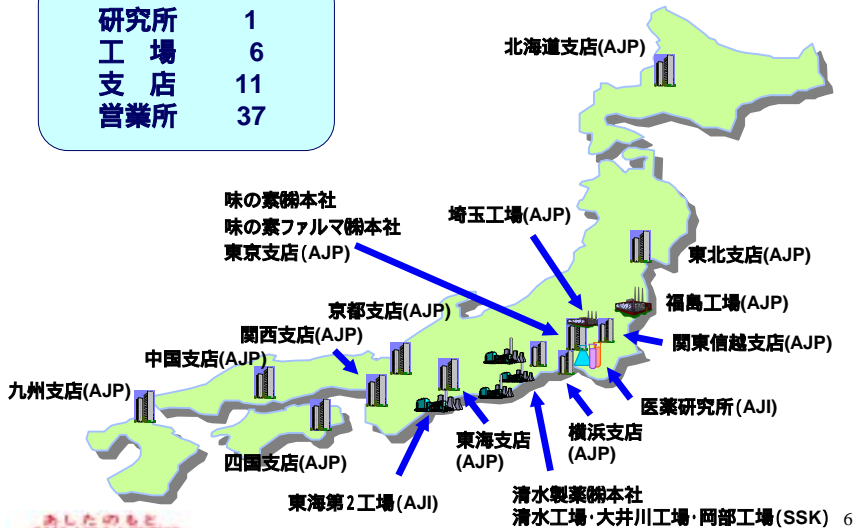 研究所 1
工 場 6
支 店 11
営業所 37
北海道支店(AJP)
味の素㈱本社
味の素ファルマ㈱本社
東京支店(AJP)
埼玉工場(AJP)
東北支店(AJP)
福島工場(AJP)
京都支店(AJP)
関西支店(AJP)
関東信越支店(AJP)
中国支店(AJP)
九州支店(AJP)
医薬研究所(AJI)
横浜支店
(AJP)
東海支店
(AJP)
四国支店(AJP)
東海第2工場(AJI)
清水製薬㈱本社
清水工場・大井川工場・岡部工場(SSK)
あしたのもと
6